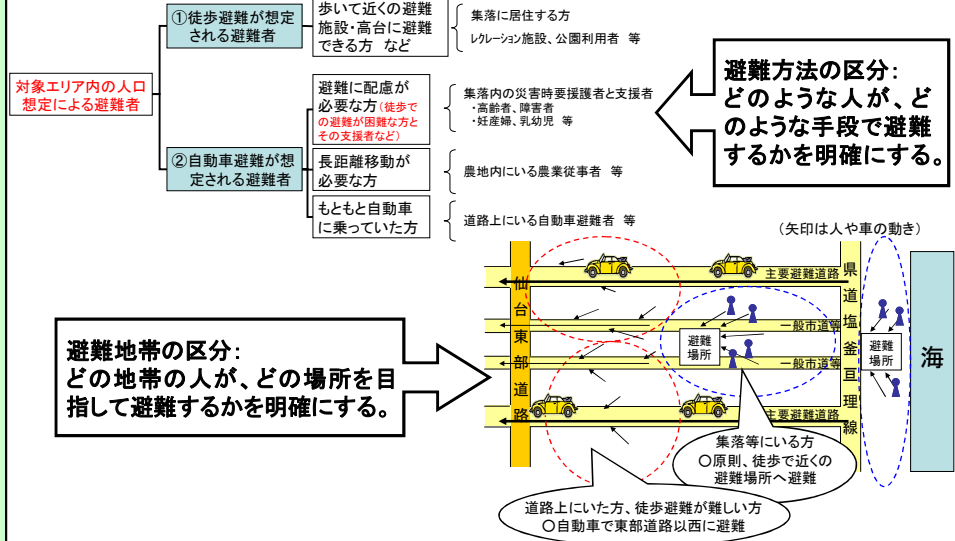 対象エリア内の人口
想定による避難者
①徒歩避難が想定
される避難者
歩いて近くの避難
施設・高台に避難
できる方 など
集落に居住する方
レクレーション施設、公園利用者 等
②自動車避難が想
定される避難者
避難に配慮が
必要な方(徒歩で
の避難が困難な方と
その支援者など)
集落内の災害時要援護者と支援者
・高齢者、障害者
・妊産婦、乳幼児 等
長距離移動が
必要な方
農地内にいる農業従事者 等
もともと自動車
に乗っていた方
道路上にいる自動車避難者 等
避難方法の区分:
どのような人が、ど
のような手段で避難
するかを明確にする。
(矢印は人や車の動き)
避難地帯の区分:
どの地帯の人が、どの場所を目
指して避難するかを明確にする。
仙台東部道路
主要避難道路
一般市道等
一般市道等
主要避難道路
避難
場所
県道塩釜亘理線
避難
場所
海
集落等にいる方
○原則、徒歩で近くの
避難場所へ避難
道路上にいた方、徒歩避難が難しい方
○自動車で東部道路以西に避難